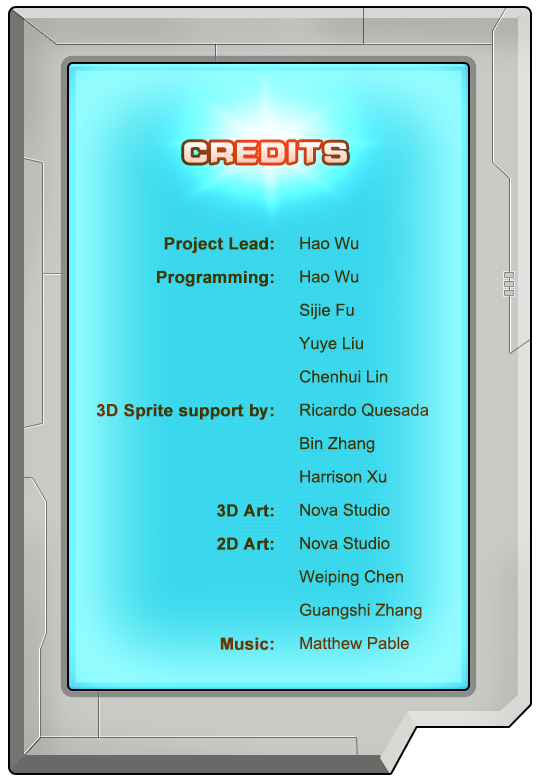 CREDITS
Project Lead: Hao Wu
Programming: Hao Wu
Sijie Fu
Yuye Liu
Chenhui Lin
3D Sprite support by: Ricardo Quesada
Bin Zhang
Harrison Xu
3D Art: Nova Studio
2D Art: Nova Studio
Weiping Chen
Guangshi Zhang
Music: Matthew Pable